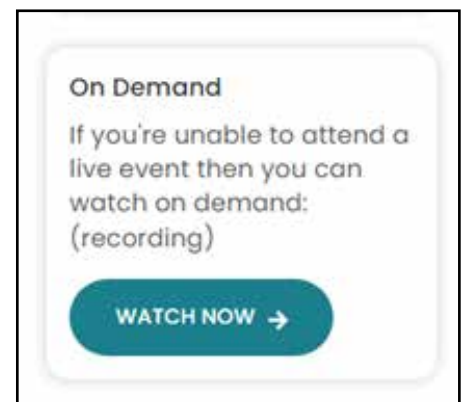 On Demand
If you're unable to attend a
live event then you can
watch on demand:
(recording)
WATCH NOW →